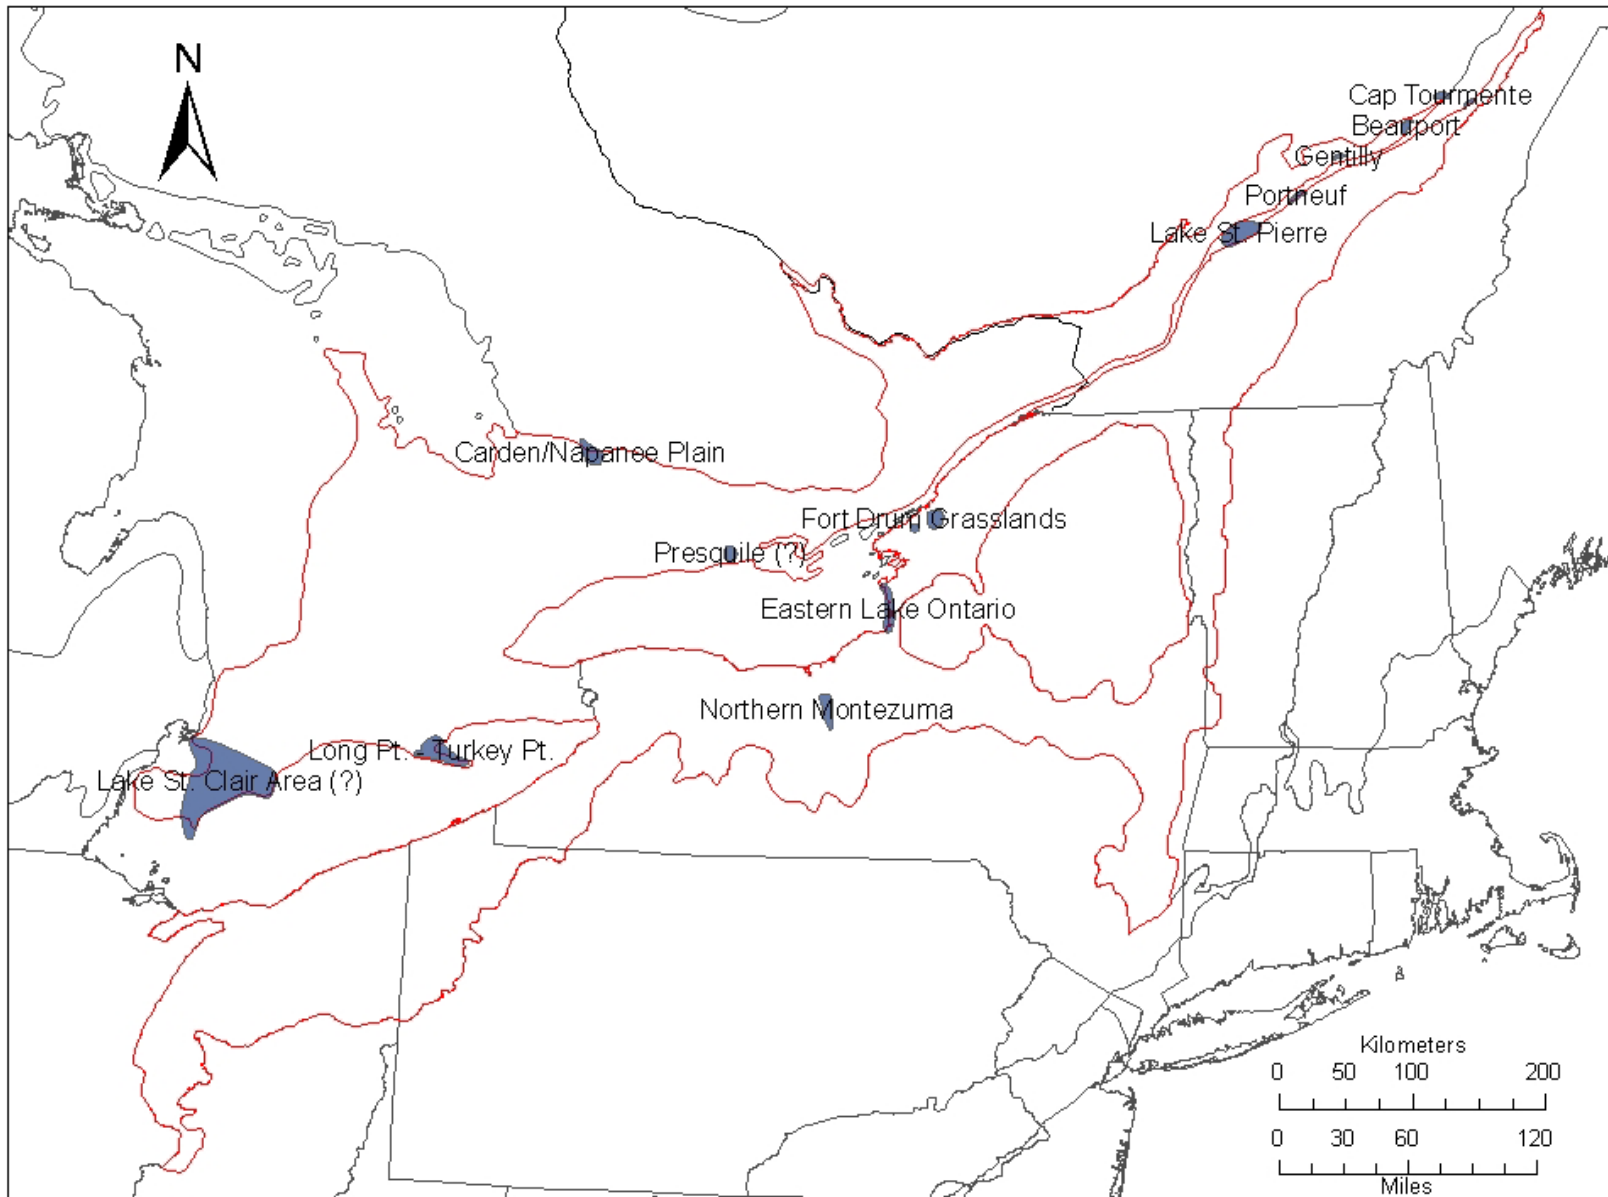 N
Cap Tourmente
Beauport
Gentilly
Portneuf
Lake St. Pierre
Carden/Napanee Plain
Fort Drum Grasslands
Presquile (?)
Eastern Lake Ontario
Northern Montezuma
Long Pt. - Turkey Pt.
Lake St. Clair Area (?)
Kilometers
0 50 100 200
0 30 60 120
Miles